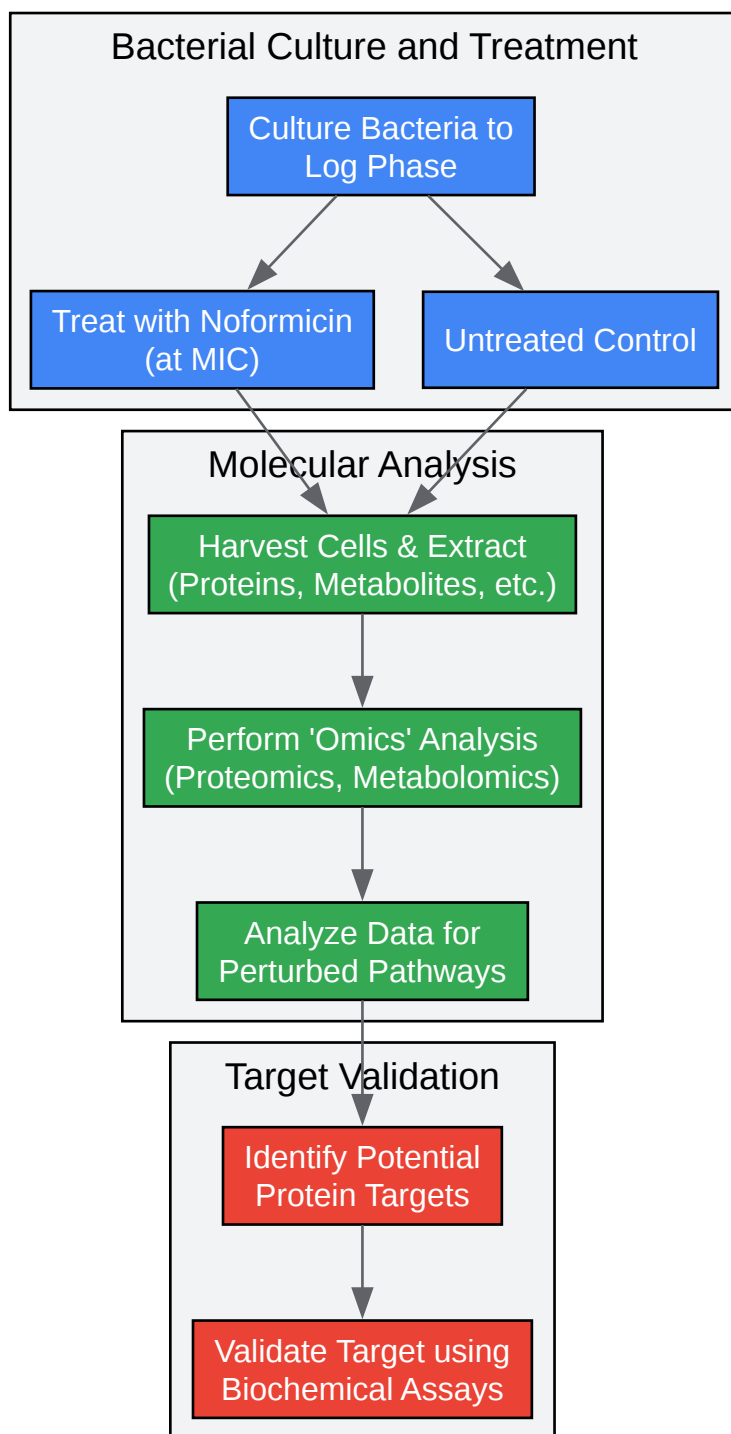 Bacterial Culture and Treatment
Culture Bacteria to
Log Phase
Treat with Noformicin
(at MIC)
Untreated Control
Molecular Analysis
Harvest Cells & Extract
(Proteins, Metabolites, etc.)
Perform 'Omics' Analysis
(Proteomics, Metabolomics)
Analyze Data for
Perturbed Pathways
Target Validation
Identify Potential
Protein Targets
Validate Target using
Biochemical Assays